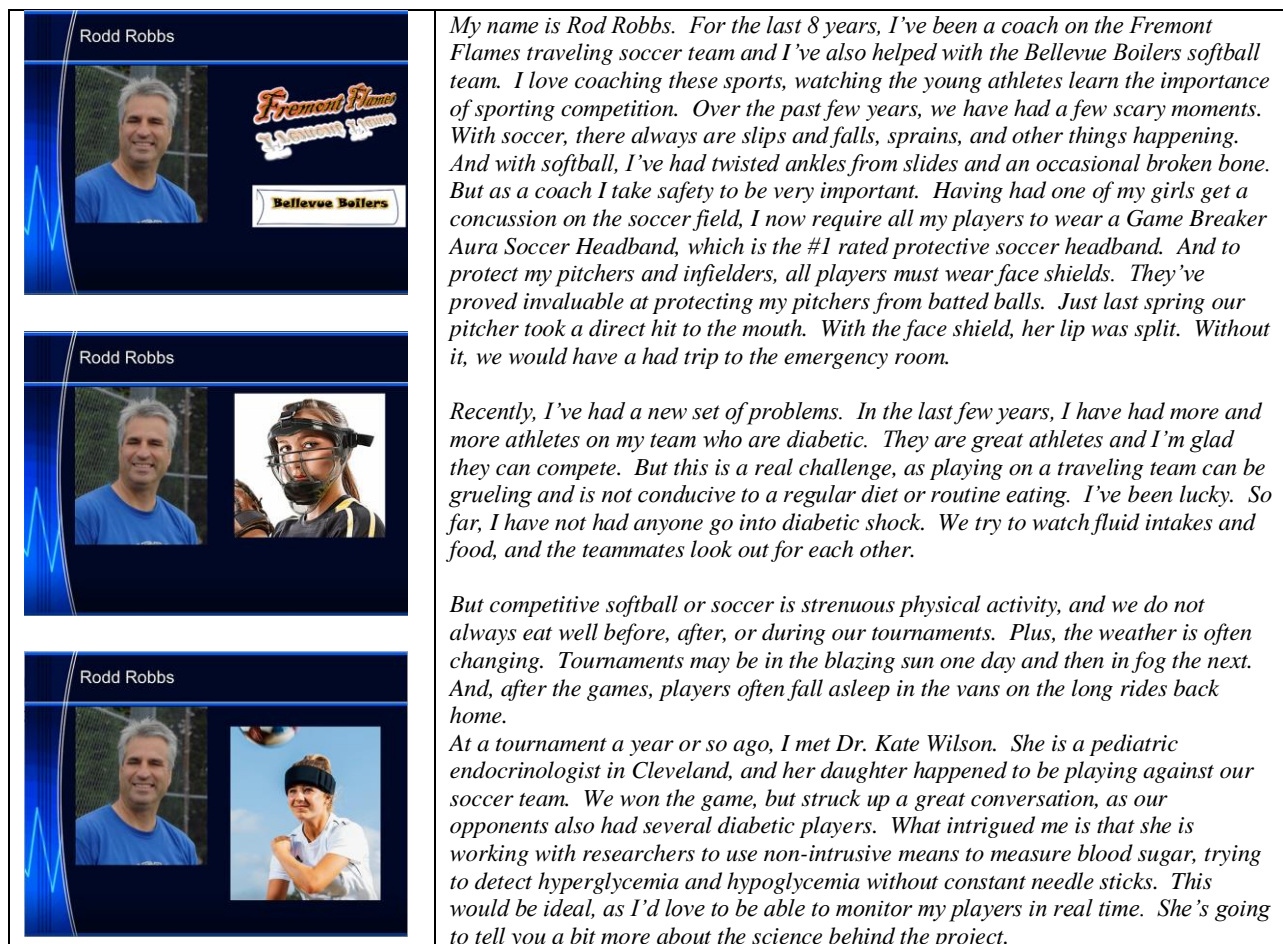 Rodd Robbs
Fremont Flames
Bellevue Boilers
Rodd Robbs
Rodd Robbs
My name is Rod Robbs.  For the last 8 years, I've been a coach on the Fremont
Flames traveling soccer team and I've also helped with the Bellevue Boilers softball
team.  I love coaching these sports, watching the young athletes learn the importance
of sporting competition.  Over the past few years, we have had a few scary moments.
With soccer, there always are slips and falls, sprains, and other things happening.
And with softball, I've had twisted ankles from slides and an occasional broken bone.
But as a coach I take safety to be very important.  Having had one of my girls get a
concussion on the soccer field, I now require all my players to wear a Game Breaker
Aura Soccer Headband, which is the #1 rated protective soccer headband.  And to
protect my pitchers and infielders, all players must wear face shields.  They've
proved invaluable at protecting my pitchers from batted balls.  Just last spring our
pitcher took a direct hit to the mouth.  With the face shield, her lip was split.  Without
it, we would have a had trip to the emergency room.
Recently, I've had a new set of problems.  In the last few years, I have had more and
more athletes on my team who are diabetic.  They are great athletes and I'm glad
they can compete.  But this is a real challenge, as playing on a traveling team can be
grueling and is not conducive to a regular diet or routine eating.  I've been lucky.  So
far, I have not had anyone go into diabetic shock.  We try to watch fluid intakes and
food, and the teammates look out for each other.
But competitive softball or soccer is strenuous physical activity, and we do not
always eat well before, after, or during our tournaments.  Plus, the weather is often
changing.  Tournaments may be in the blazing sun one day and then in fog the next.
And, after the games, players often fall asleep in the vans on the long rides back
home.
At a tournament a year or so ago, I met Dr. Kate Wilson.  She is a pediatric
endocrinologist in Cleveland, and her daughter happened to be playing against our
soccer team.  We won the game, but struck up a great conversation, as our
opponents also had several diabetic players.  What intrigued me is that she is
working with researchers to use non-intrusive means to measure blood sugar, trying
to detect hyperglycemia and hypoglycemia without constant needle sticks.  This
would be ideal, as I'd love to be able to monitor my players in real time.  She's going
to tell you a bit more about the science behind the project.